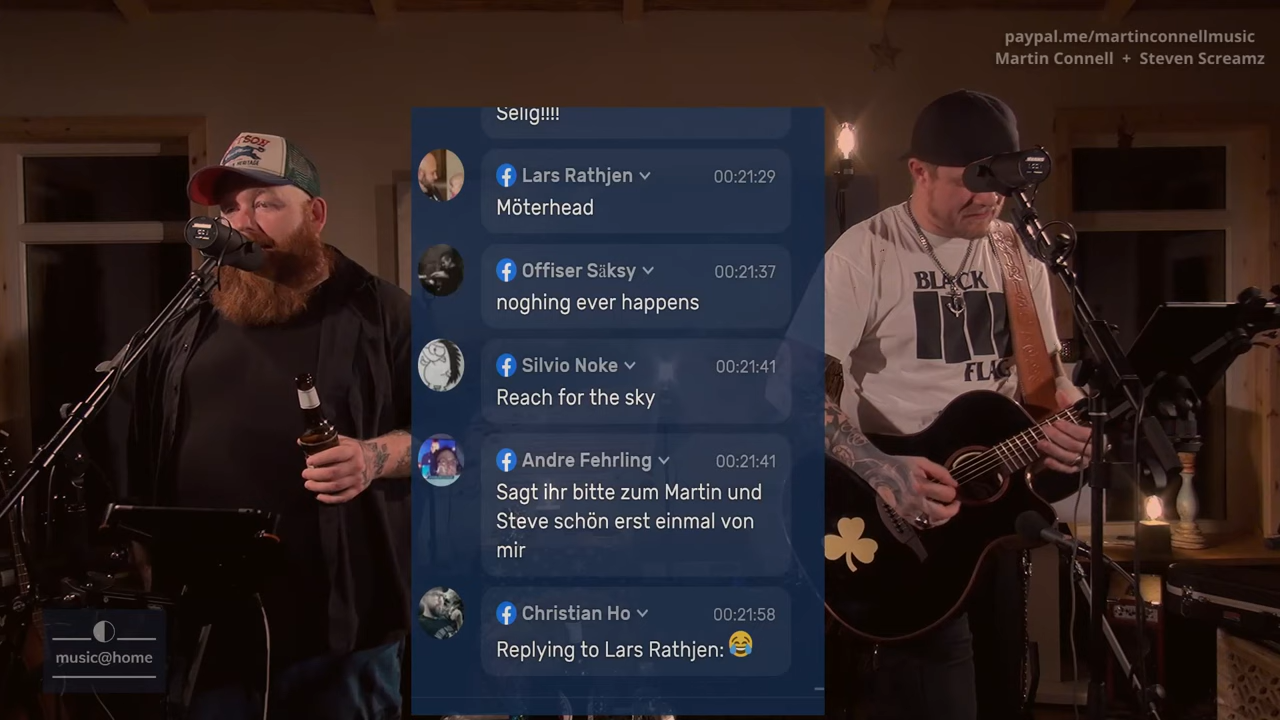 paypal.me/martinconnellmusic
Martin Connell + Steven Screamz
Selig!!!!
Lars Rathjen 00:21:29
Möterhead
Offiser Säksy 00:21:37
noghing ever happens
Silvio Noke 00:21:41
Reach for the sky
Andre Fehrling 00:21:41
Sagt ihr bitte zum Martin und
Steve schön erst einmal von
mir
Christian Ho 00:21:58
Replying to Lars Rathjen: 😂
BLACK
FLAG
music@home